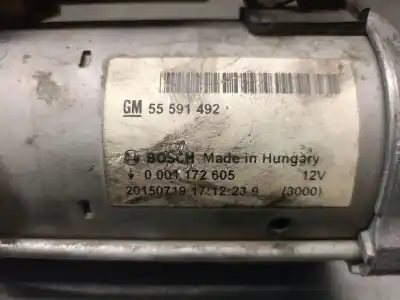 GM 55 591 492
BOSCH Made in Hungary
0 001 172 605 12V
20150719 17:12:23 9 (3000)